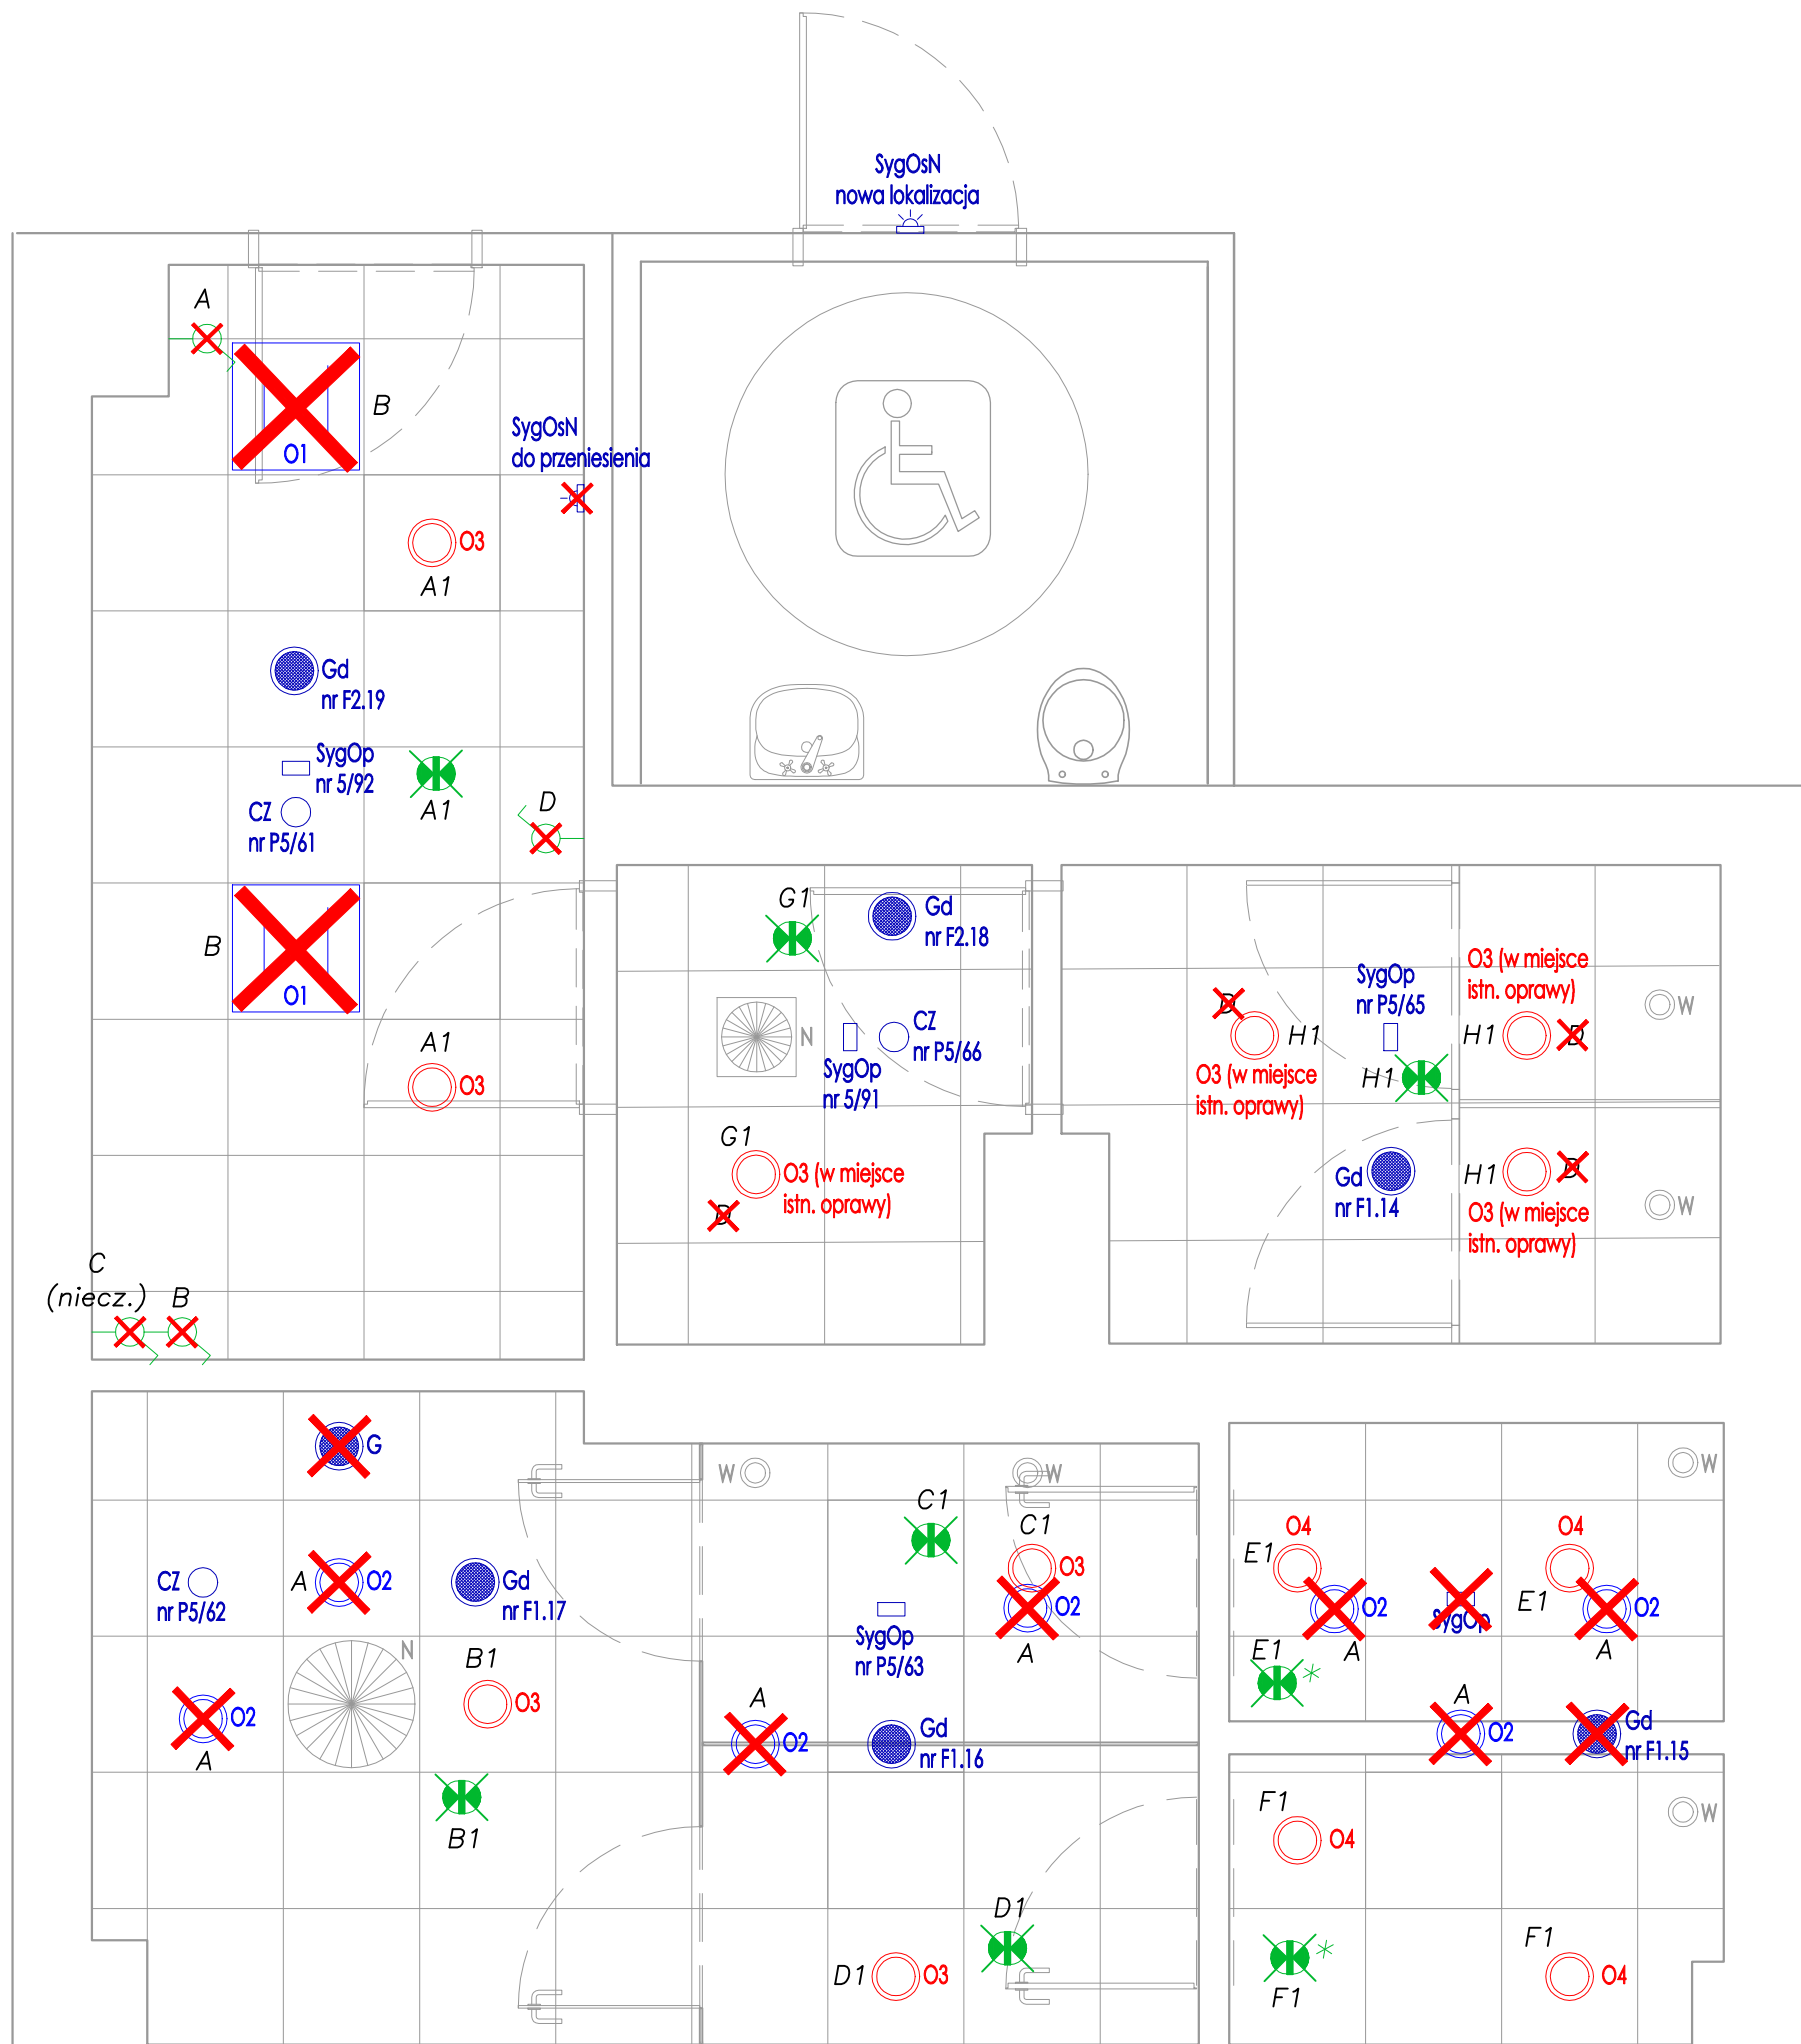 SygOsN
nowa lokalizacja
A
B
O1
SygOsN
do przeniesienia
O3
A1
Gd
nr F2.19
SygOp
nr 5/92
CZ
nr P5/61
A1
D
B
O1
A1
O3
C
(niecz.)
B
G1
Gd
nr F2.18
N
CZ
nr P5/66
SygOp
nr 5/91
G1
O3 (w miejsce
istn. oprawy)
D
D
H1
O3 (w miejsce
istn. oprawy)
SygOp
nr P5/65
H1
O3 (w miejsce
istn. oprawy)
W
H1
D
Gd
nr F1.14
H1
D
O3 (w miejsce
istn. oprawy)
W
G
CZ
nr P5/62
A
O2
Gd
nr F1.17
N
B1
O3
O2
A
B1
W
W
C1
C1
O3
O2
A
SygOp
nr P5/63
A
O2
Gd
nr F1.16
D1
D1
O3
W
O4
O4
E1
E1
O2
SygOp
O2
A
A
E1
*
A
O2
Gd
nr F1.15
F1
O4
W
F1
*
F1
O4